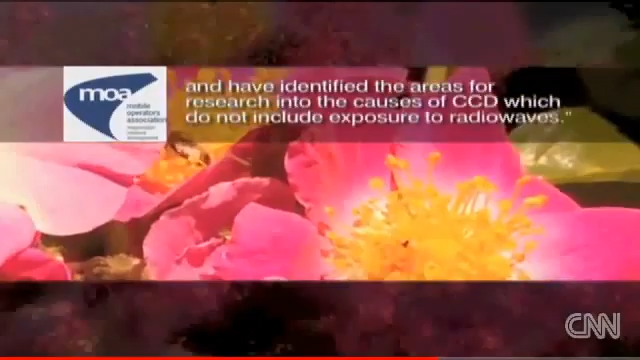 moa
mobile
operators
association
and have identified the areas for
research into the causes of CCD which
do not include exposure to radiowaves."
CNN